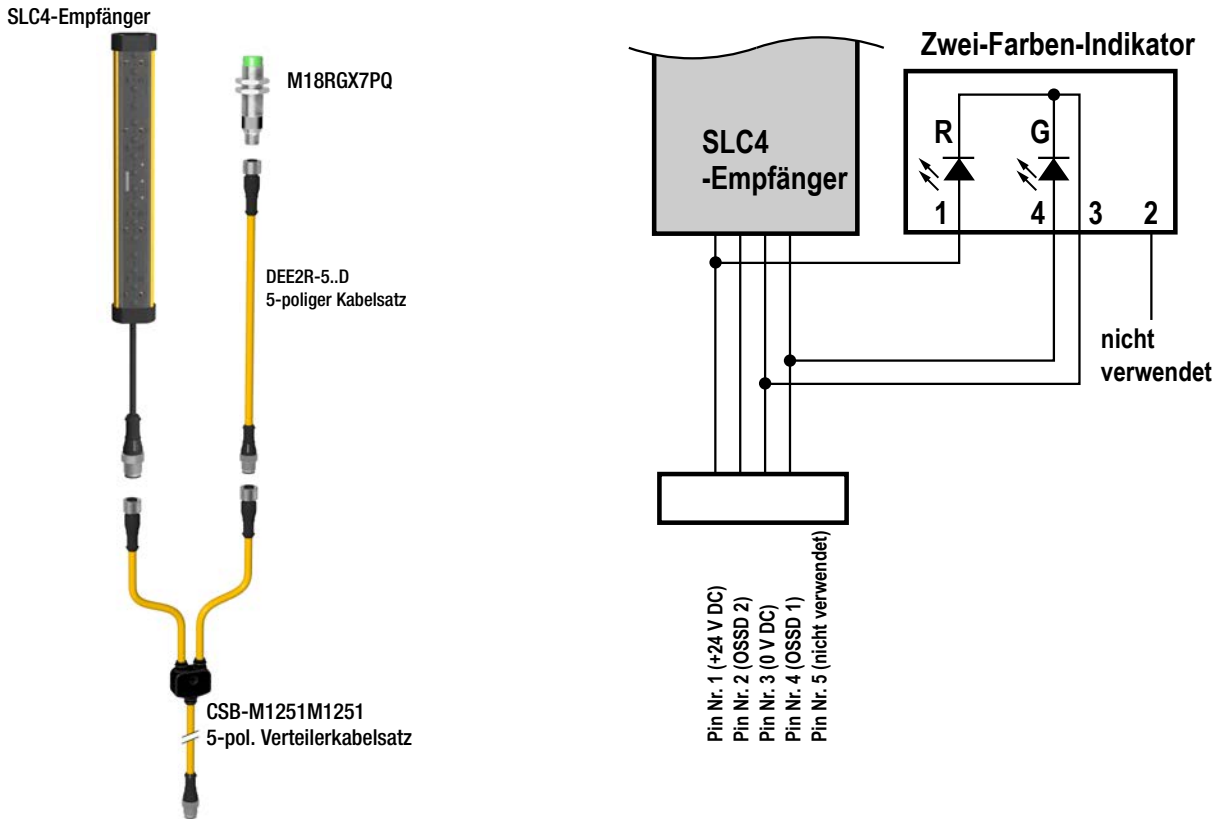 SLC4-Empfänger
M18RGX7PQ
DEE2R-5..D
5-poliger Kabelsatz
CSB-M1251M1251
5-pol. Verteilerkabelsatz
Zwei-Farben-Indikator
SLC4
-Empfänger
R
G
1
4
3
2
nicht
verwendet
Pin Nr. 1 (+24 V DC)
Pin Nr. 2 (OSSD 2)
Pin Nr. 3 (0 V DC)
Pin Nr. 4 (OSSD 1)
Pin Nr. 5 (nicht verwendet)